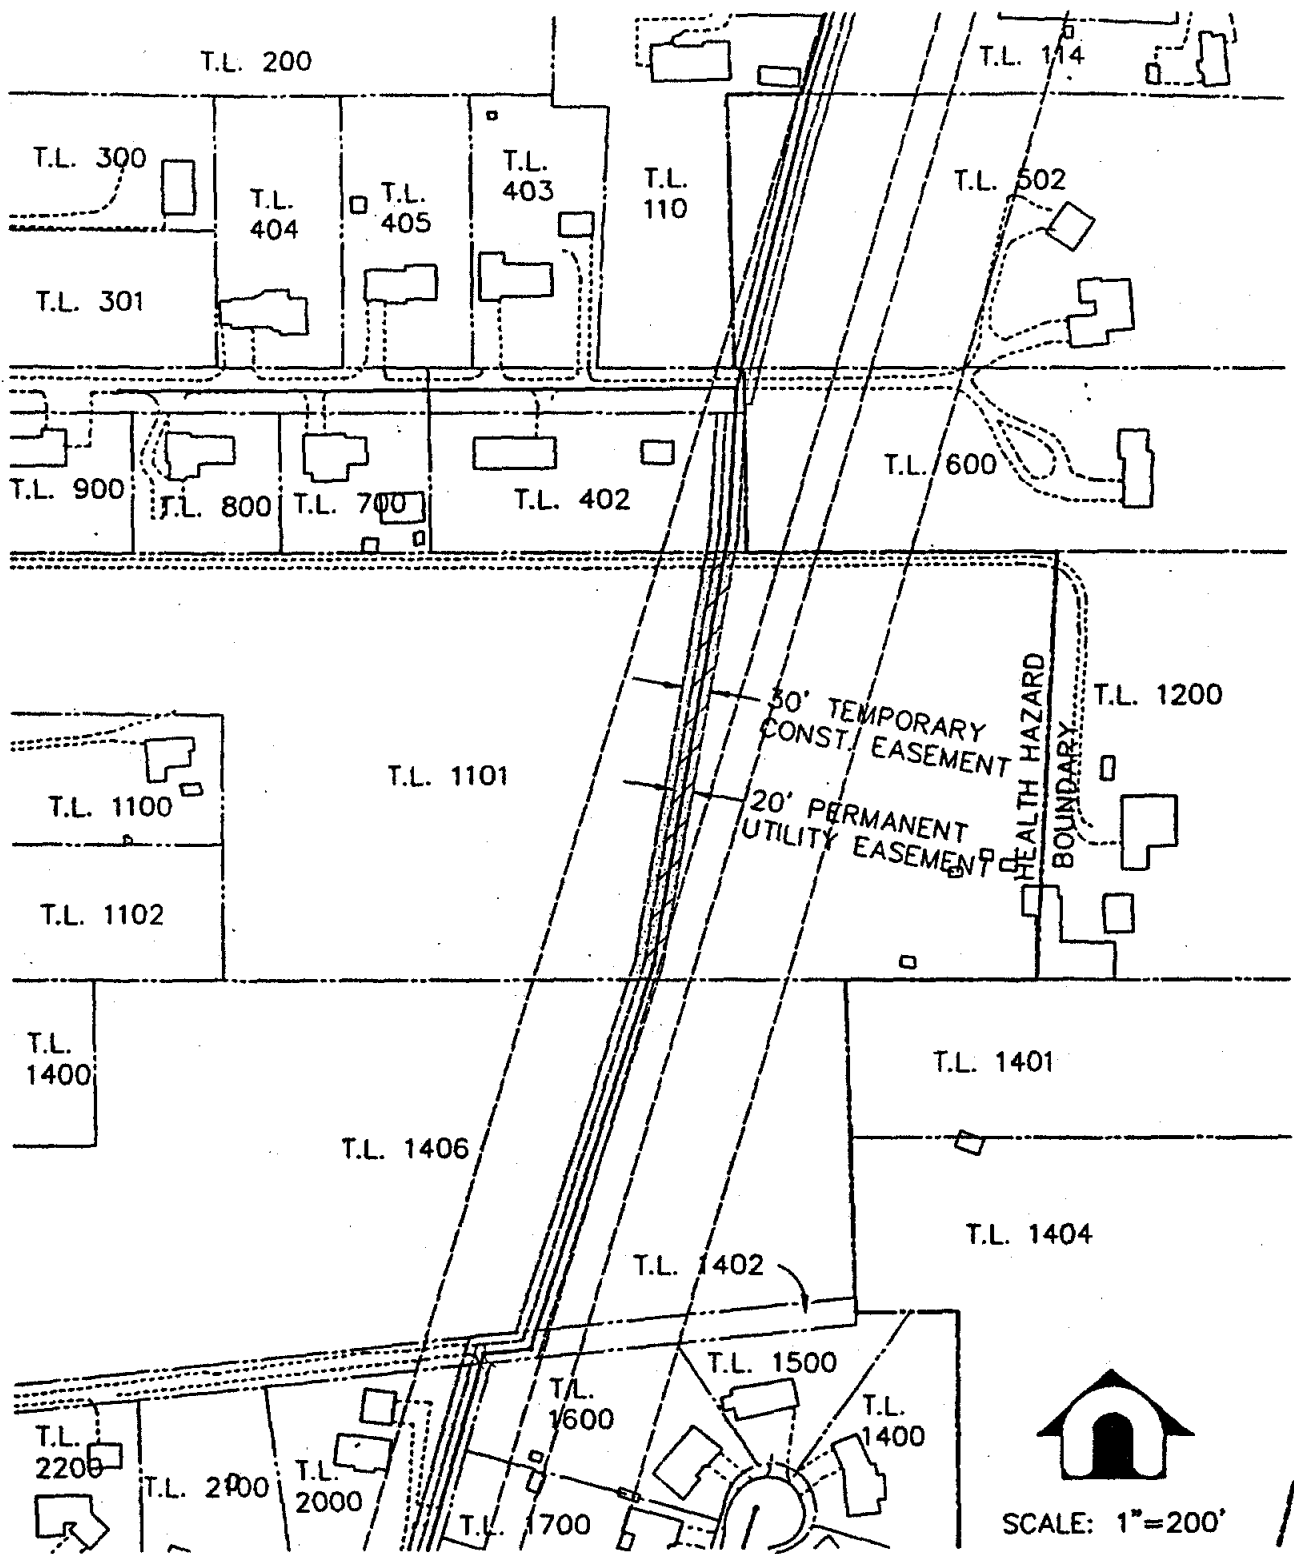 T.L. 200
T.L. 114
T.L. 300
T.L.
403
T.L.
404
T.L.
405
T.L.
110
T.L. 502
T.L. 301
T.L. 900
T.L. 800
T.L. 700
T.L. 402
T.L. 600
30' TEMPORARY
CONST. EASEMENT
HEALTH HAZARD
BOUNDARY
T.L. 1200
T.L. 1101
T.L. 1100
20' PERMANENT
UTILITY EASEMENT
T.L. 1102
T.L.
1400
T.L. 1401
T.L. 1406
T.L. 1404
T.L. 1402
T.L. 1500
T.L.
1600
T.L.
1400
T.L.
2200
T.L. 2100
T.L.
2000
T.L. 1700
SCALE: 1"=200'